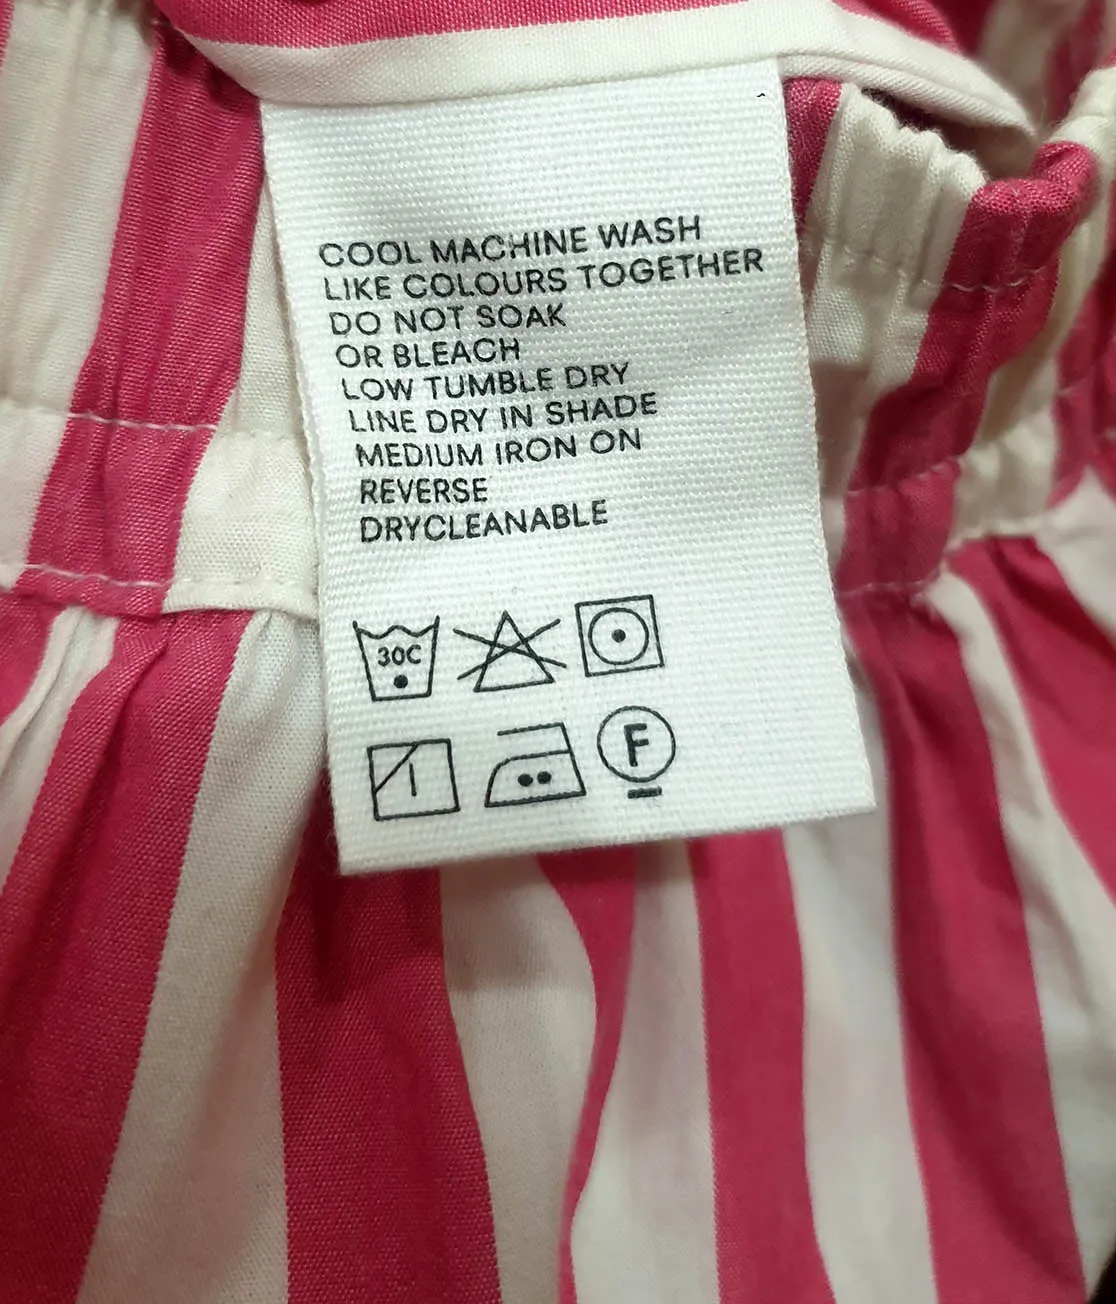 COOL MACHINE WASH
LIKE COLOURS TOGETHER
DO NOT SOAK
OR BLEACH
LOW TUMBLE DRY
LINE DRY IN SHADE
MEDIUM IRON ON
REVERSE
DRYCLEANABLE
30C
F